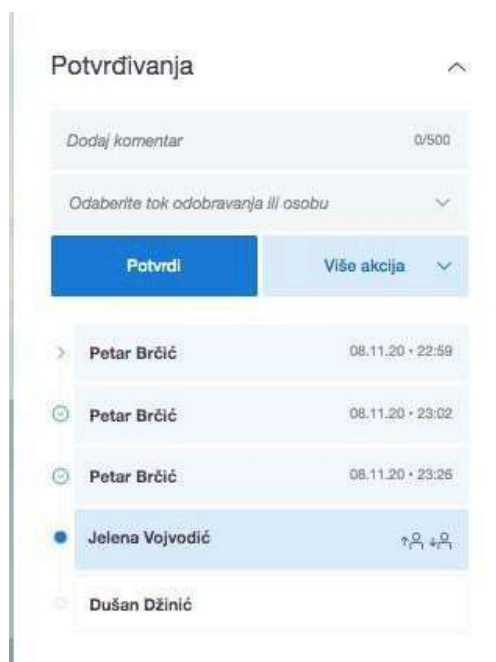 Potvrđivanja
Dodaj komentar 0/500
Odaberite tok odobravanja ili osobu
Potvrdi Više akcija
Petar Brčić 08.11.20 • 22:59
Petar Brčić 08.11.20 • 23:02
Petar Brčić 08.11.20 • 23:26
Jelena Vojvodić
Dušan Džinić